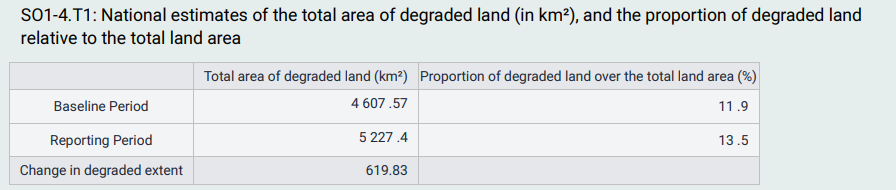 SO1-4.T1: National estimates of the total area of degraded land (in km²), and the proportion of degraded land
relative to the total land area
Total area of degraded land (km²) Proportion of degraded land over the total land area (%)
Baseline Period 4 607 .57 11 .9
Reporting Period 5 227 .4 13 .5
Change in degraded extent 619.83